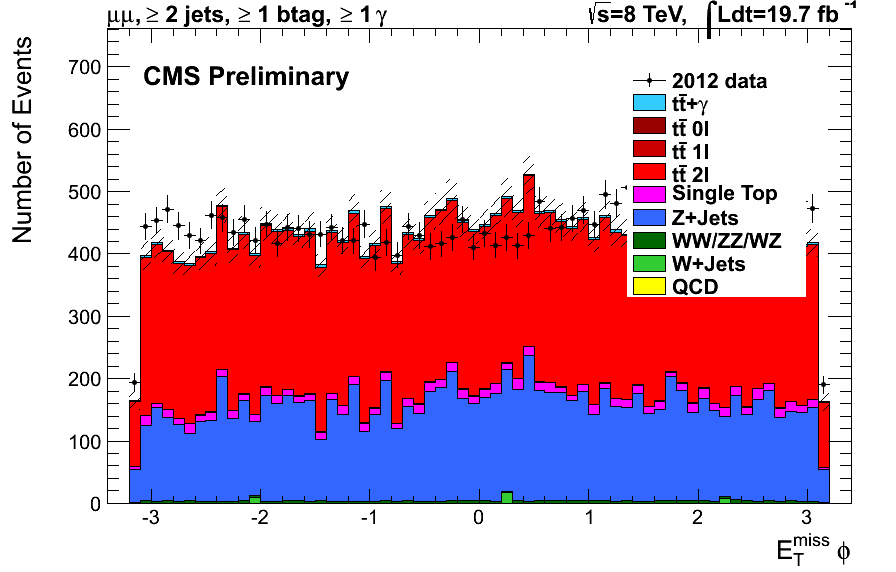 μμ, ≥ 2 jets, ≥ 1 btag, ≥ 1 γ
√s=8 TeV, ∫Ldt=19.7 fb⁻¹
CMS Preliminary
Number of Events
700
600
500
400
300
200
100
0
2012 data
tt̄+γ
tt̄ 0l
tt̄ 1l
tt̄ 2l
Single Top
Z+Jets
WW/ZZ/WZ
W+Jets
QCD
-3 -2 -1 0 1 2 3
E_T^miss ϕ